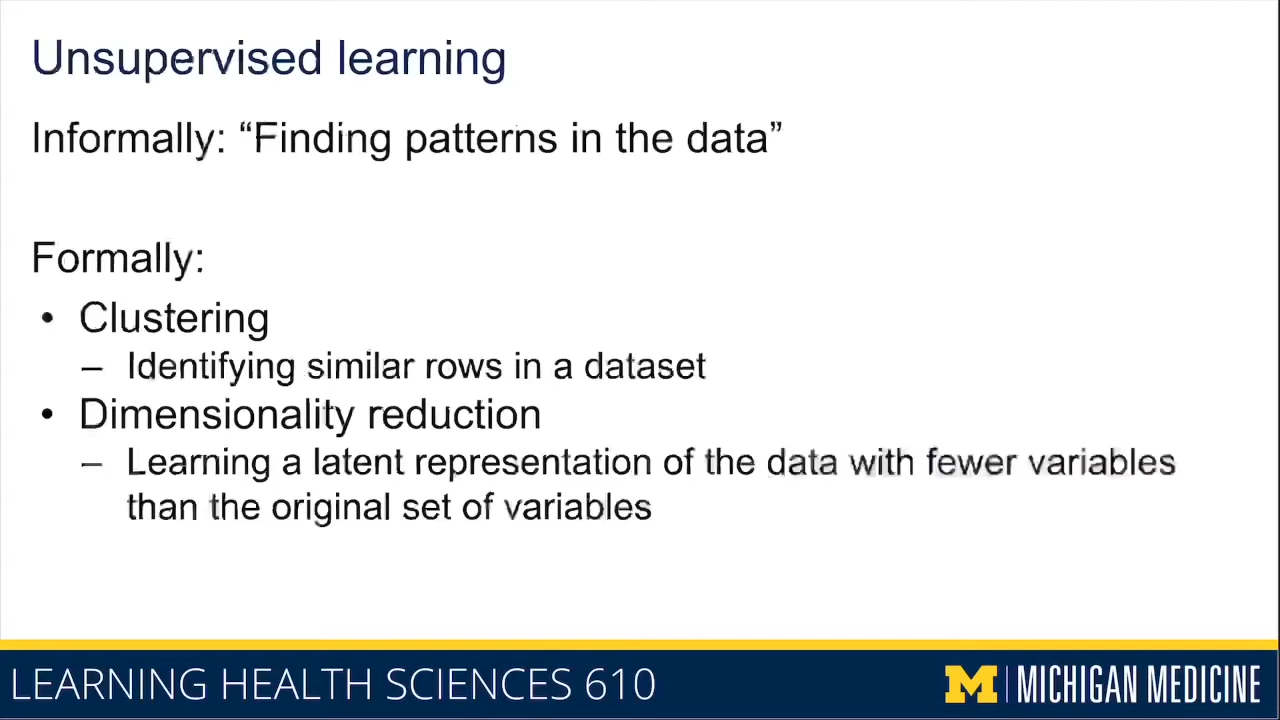 Unsupervised learning
Informally: “Finding patterns in the data”
Formally:
• Clustering
– Identifying similar rows in a dataset
• Dimensionality reduction
– Learning a latent representation of the data with fewer variables
than the original set of variables
LEARNING HEALTH SCIENCES 610
M | MICHIGAN MEDICINE